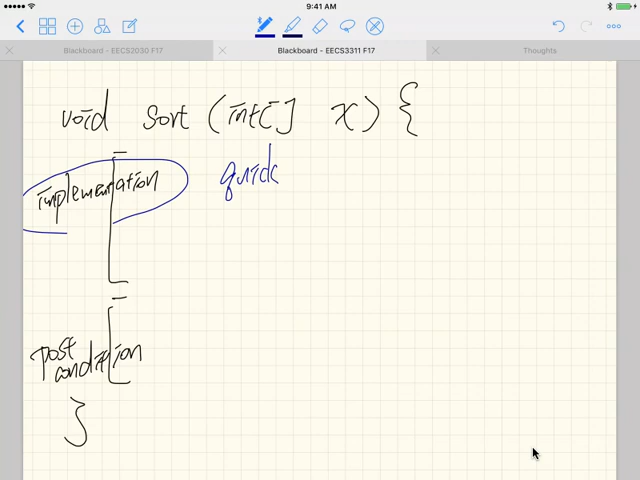 9:41 AM
Blackboard - EECS2030 F17
Blackboard - EECS3311 F17
Thoughts
void sort (int[] x) {
implementation
quick
post
condition
}